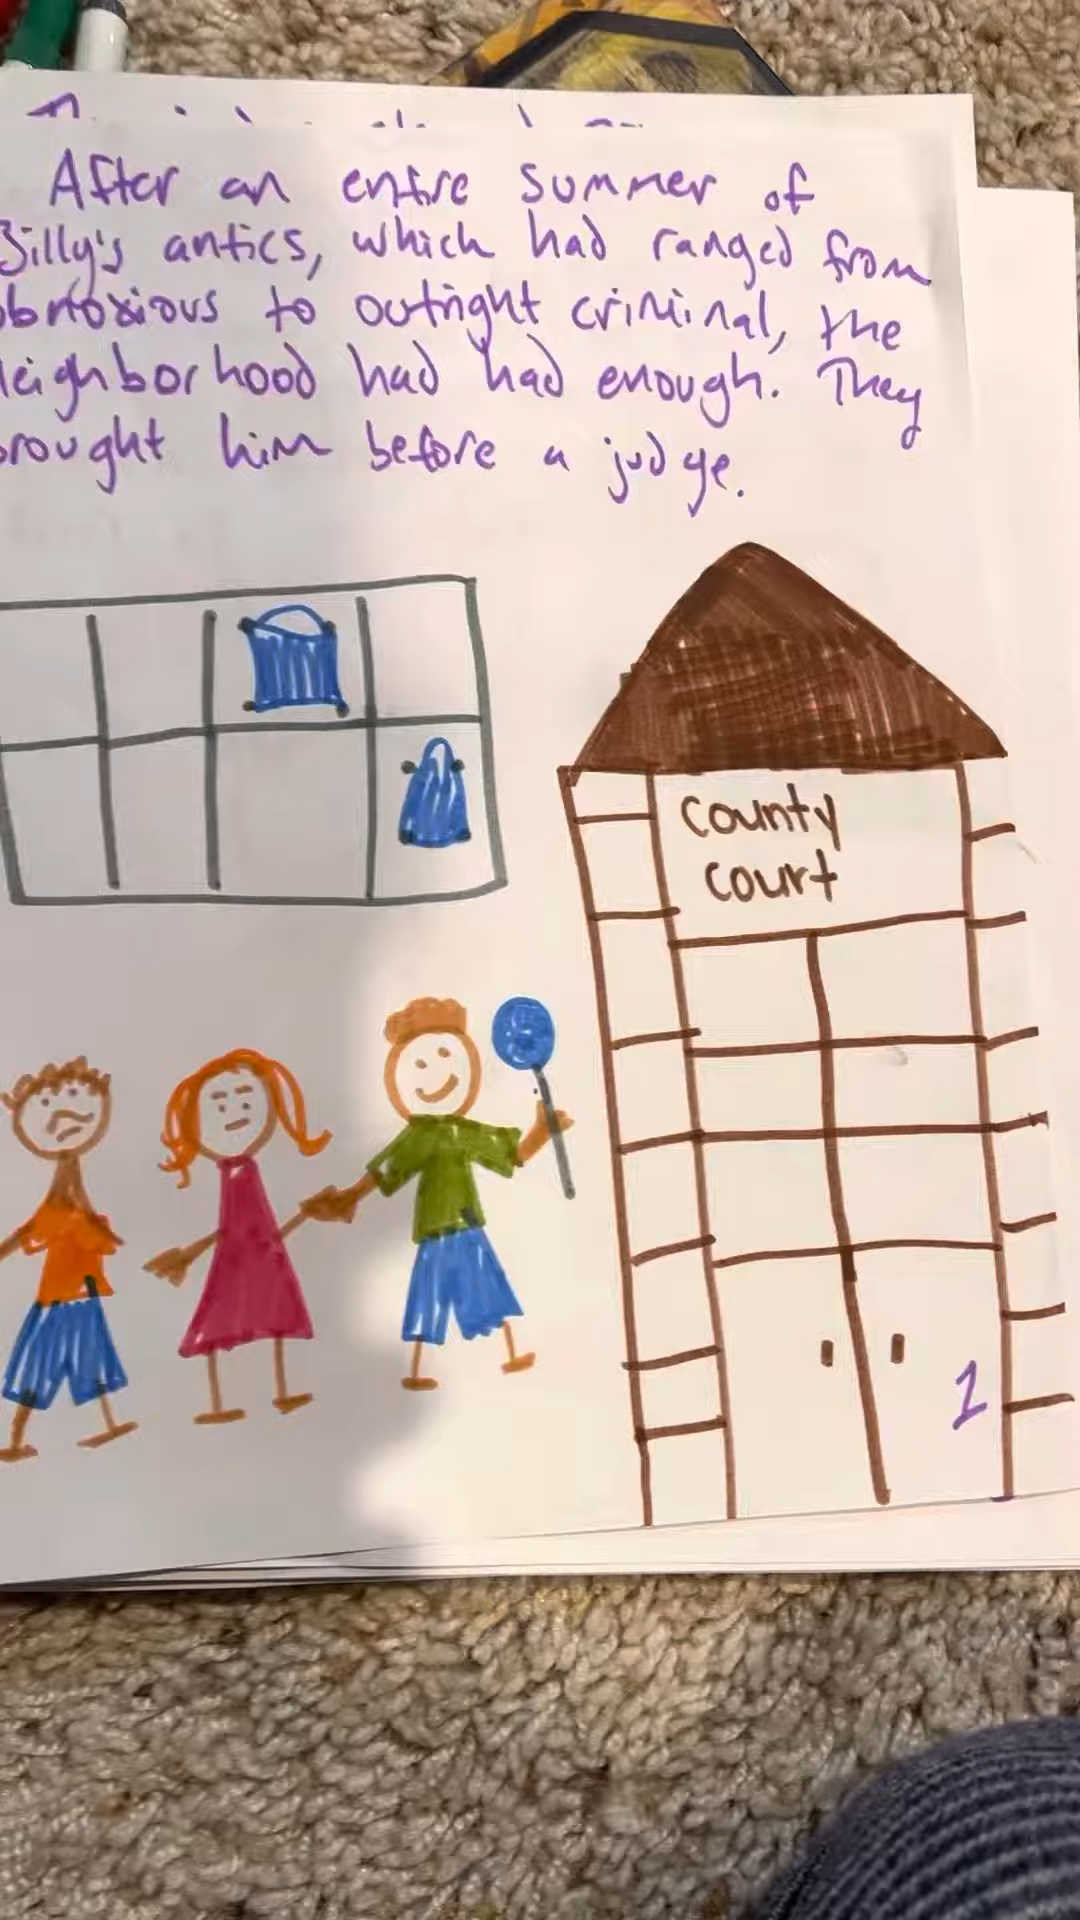 After an entire summer of
Billy's antics, which had ranged from
obnoxious to outright criminal, the
neighborhood had had enough. They
brought him before a judge.
county
court
1